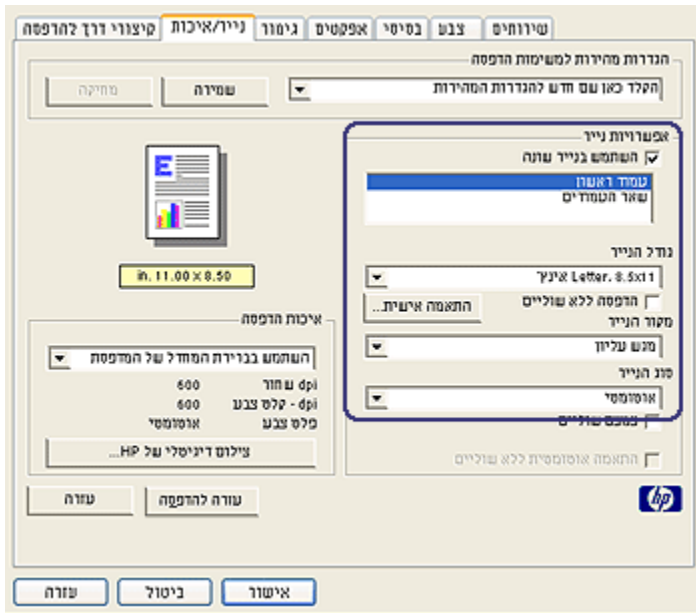 שירותים צבע בסיסי אפקטים גימור נייר/איכות קיצורי דרך להדפסה
הגדרות מהירות למשימות הדפסה
הקלד כאן שם חדש להגדרות המהירות שמירה מחיקה
אפשרויות נייר
השתמש בנייר שונה
עמוד ראשון
שאר העמודים
גודל הנייר
Letter, 8.5x11 אינץ'
הדפסה ללא שוליים התאמה אישית...
מקור הנייר
מגש עליון
סוג הנייר
אוטומטי
צמצם שוליים
התאמה אוטומטית ללא שוליים
E
in. 11.00 x 8.50
איכות הדפסה
השתמש בברירת המחדל של המדפסת
dpi שחור 600
dpi - קלט צבע 600
פלט צבע אוטומטי
צילום דיגיטלי של HP...
עזרה להדפסה עזרה
hp
אישור ביטול עזרה